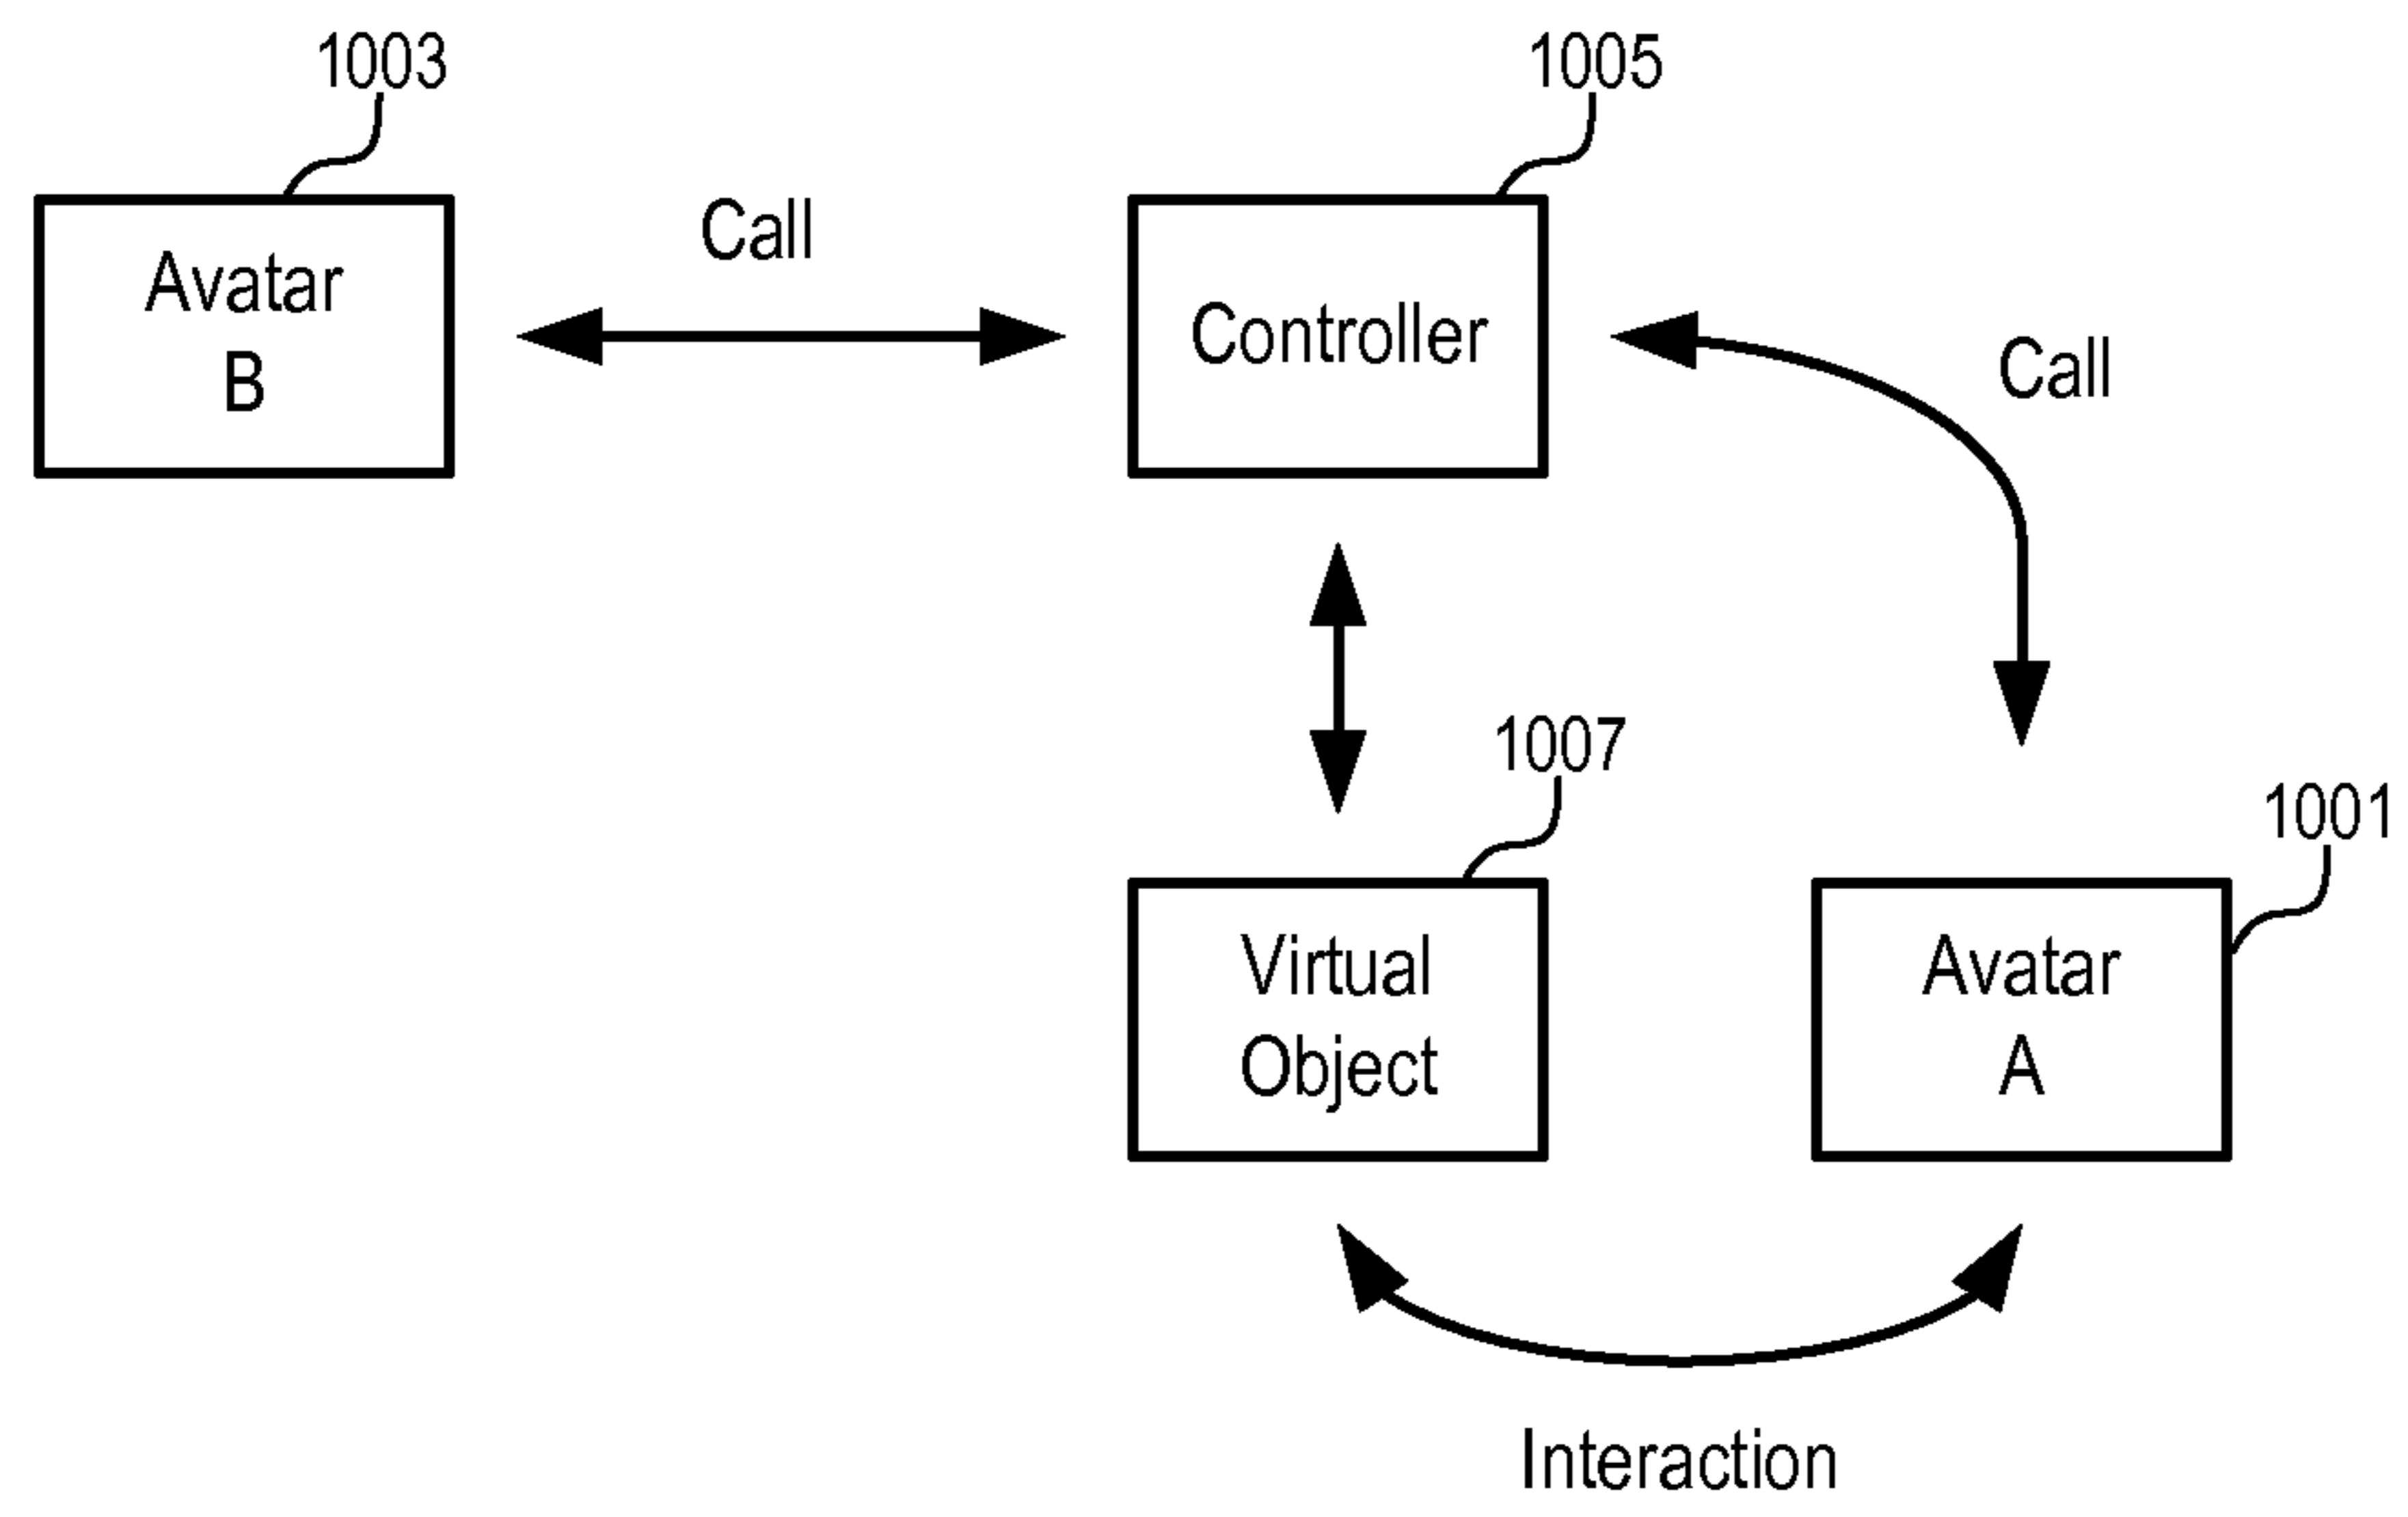 1003
1005
Call
Avatar
B
Controller
Call
1007
1001
Virtual
Object
Avatar
A
Interaction